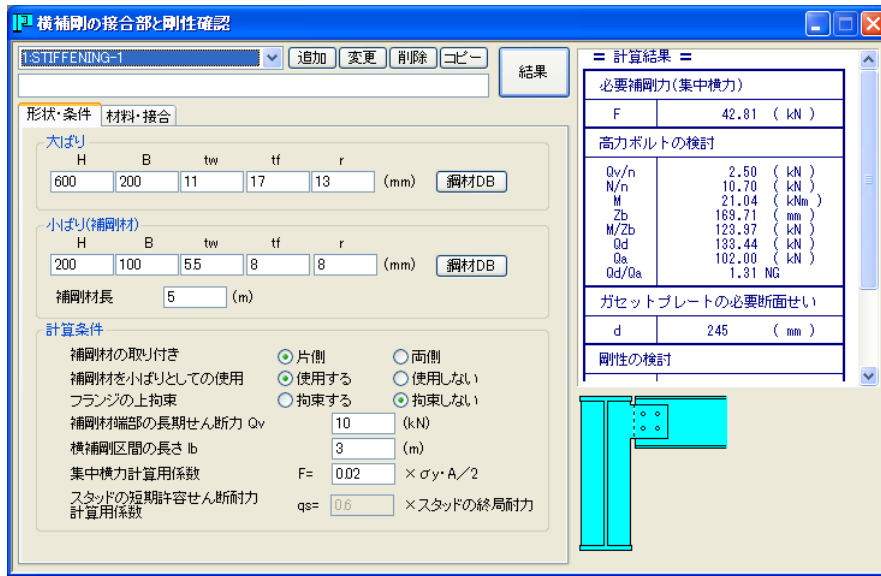 横補剛の接合部と剛性確認
1:STIFFENING-1
追加 変更 削除 コピー
結果
形状・条件 材料・接合
大ばり
H B tw tf r
600 200 11 17 13 (mm) 鋼材DB
小ばり(補剛材)
H B tw tf r
200 100 5.5 8 8 (mm) 鋼材DB
補剛材長 5 (m)
計算条件
補剛材の取り付き 片側 両側
補剛材を小ばりとしての使用 使用する 使用しない
フランジの上拘束 拘束する 拘束しない
補剛材端部の長期せん断力 Qv 10 (kN)
横補剛区間の長さ lb 3 (m)
集中横力計算用係数 F= 0.02 ×σy・A/2
スタッドの短期許容せん断耐力
計算用係数 qs= 0.6 ×スタッドの終局耐力
= 計算結果 =
必要補剛力(集中横力)
F 42.81 ( kN )
高力ボルトの検討
Qv/n 2.50 ( kN )
N/n 10.70 ( kN )
M 21.04 ( kNm )
Zb 169.71 ( mm )
M/Zb 123.97 ( kN )
Qd 133.44 ( kN )
Qa 102.00 ( kN )
Qd/Qa 1.31 NG
ガセットプレートの必要断面せい
d 245 ( mm )
剛性の検討